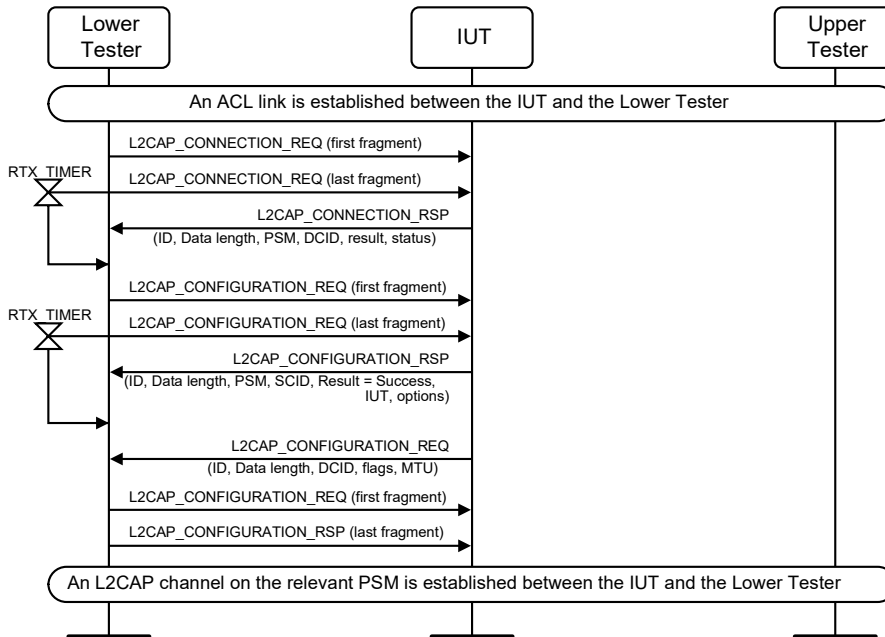 Lower
Tester
IUT
Upper
Tester
An ACL link is established between the IUT and the Lower Tester
L2CAP_CONNECTION_REQ (first fragment)
RTX_TIMER
L2CAP_CONNECTION_REQ (last fragment)
L2CAP_CONNECTION_RSP
(ID, Data length, PSM, DCID, result, status)
L2CAP_CONFIGURATION_REQ (first fragment)
RTX_TIMER
L2CAP_CONFIGURATION_REQ (last fragment)
L2CAP_CONFIGURATION_RSP
(ID, Data length, PSM, SCID, Result = Success,
IUT, options)
L2CAP_CONFIGURATION_REQ
(ID, Data length, DCID, flags, MTU)
L2CAP_CONFIGURATION_REQ (first fragment)
L2CAP_CONFIGURATION_RSP (last fragment)
An L2CAP channel on the relevant PSM is established between the IUT and the Lower Tester